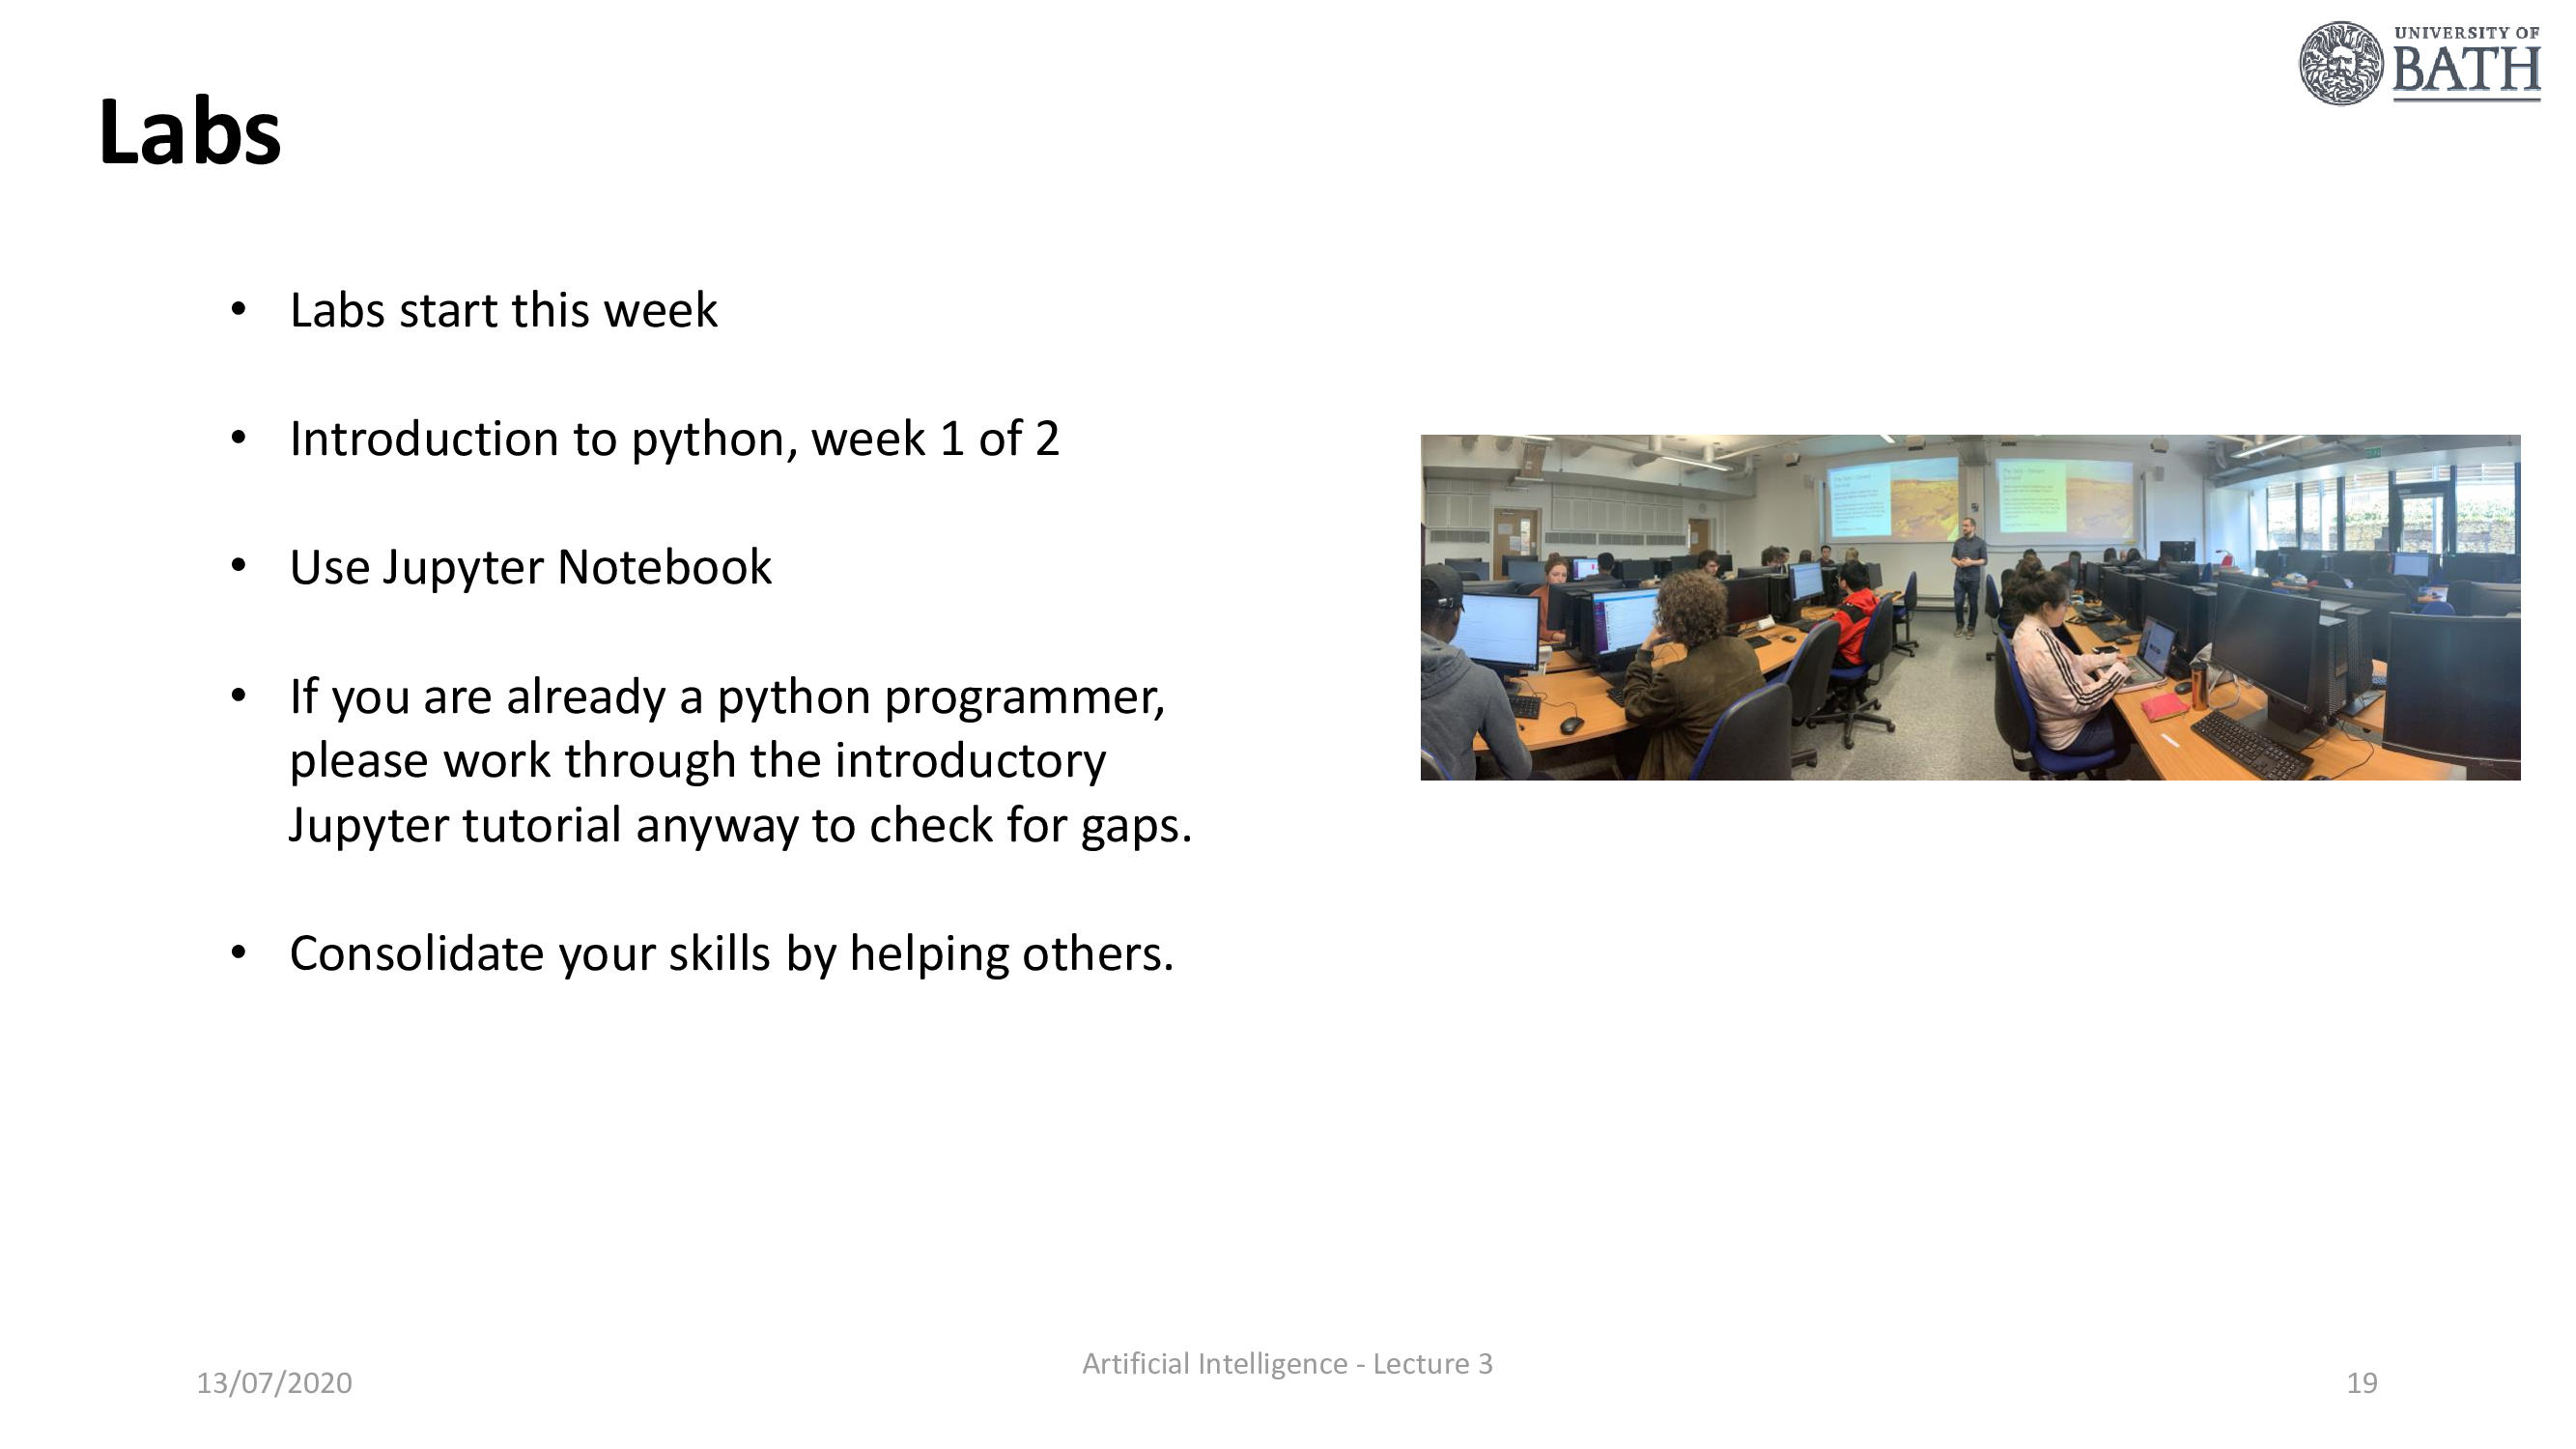 UNIVERSITY OF
BATH
Labs
• Labs start this week
• Introduction to python, week 1 of 2
• Use Jupyter Notebook
• If you are already a python programmer,
please work through the introductory
Jupyter tutorial anyway to check for gaps.
• Consolidate your skills by helping others.
13/07/2020
Artificial Intelligence - Lecture 3
19